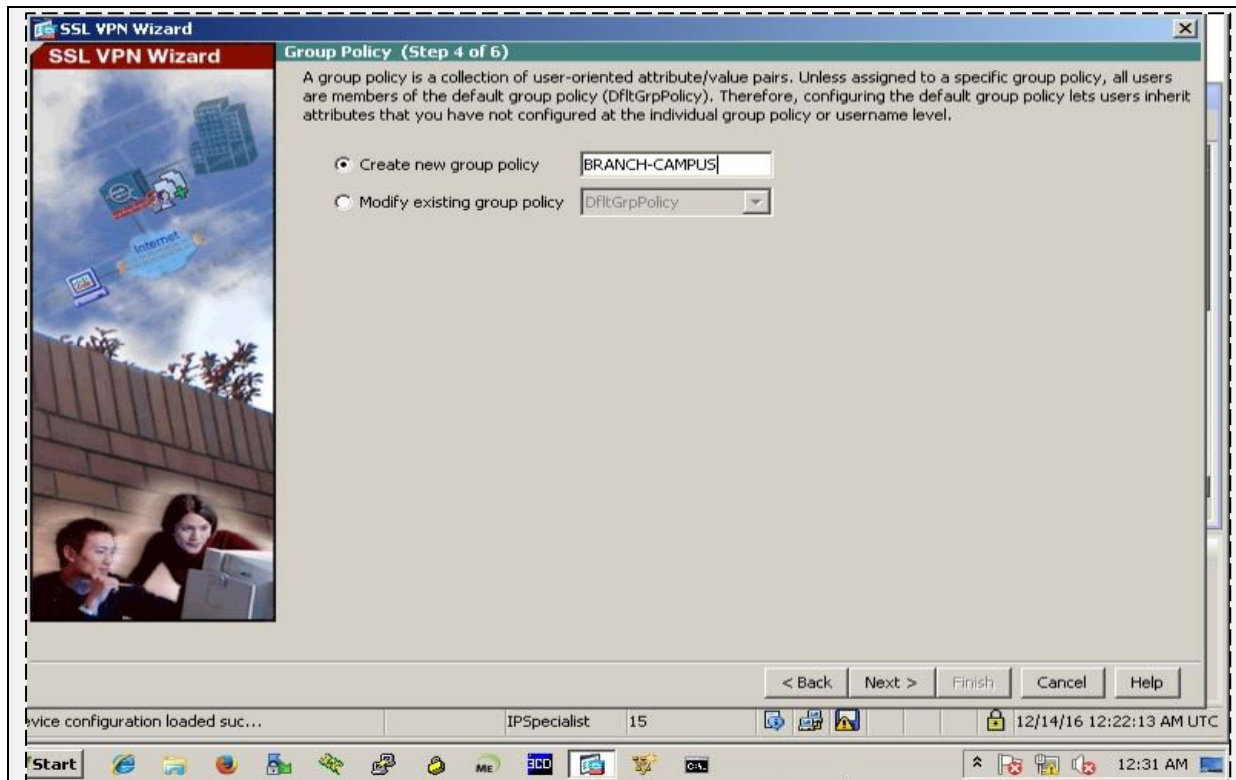 SSL VPN Wizard
SSL VPN Wizard
Group Policy (Step 4 of 6)
A group policy is a collection of user-oriented attribute/value pairs. Unless assigned to a specific group policy, all users
are members of the default group policy (DfltGrpPolicy). Therefore, configuring the default group policy lets users inherit
attributes that you have not configured at the individual group policy or username level.
Create new group policy BRANCH-CAMPUS
Modify existing group policy DfltGrpPolicy
Internet
< Back Next > Finish Cancel Help
evice configuration loaded suc... IPSpecialist 15 12/14/16 12:22:13 AM UTC
Start ME 12:31 AM